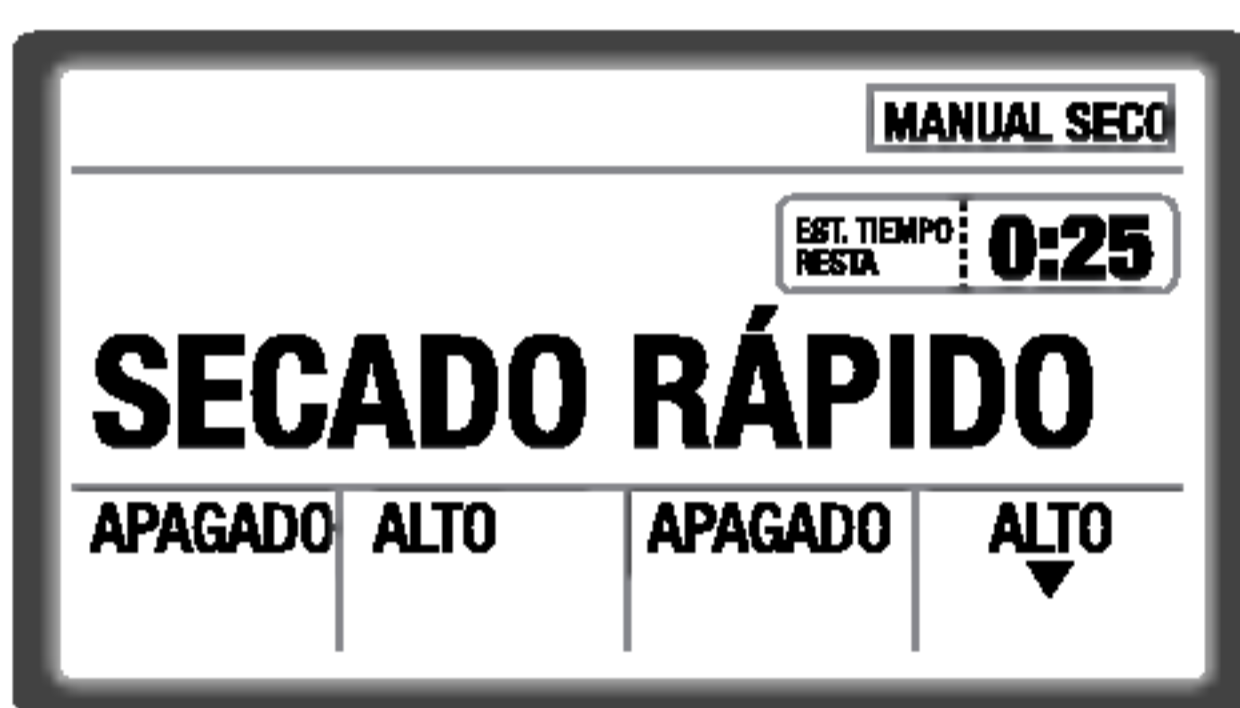 MANUAL SECO
EST. TIEMPO
RESTA
0:25
SECADO RÁPIDO
APAGADO ALTO APAGADO ALTO